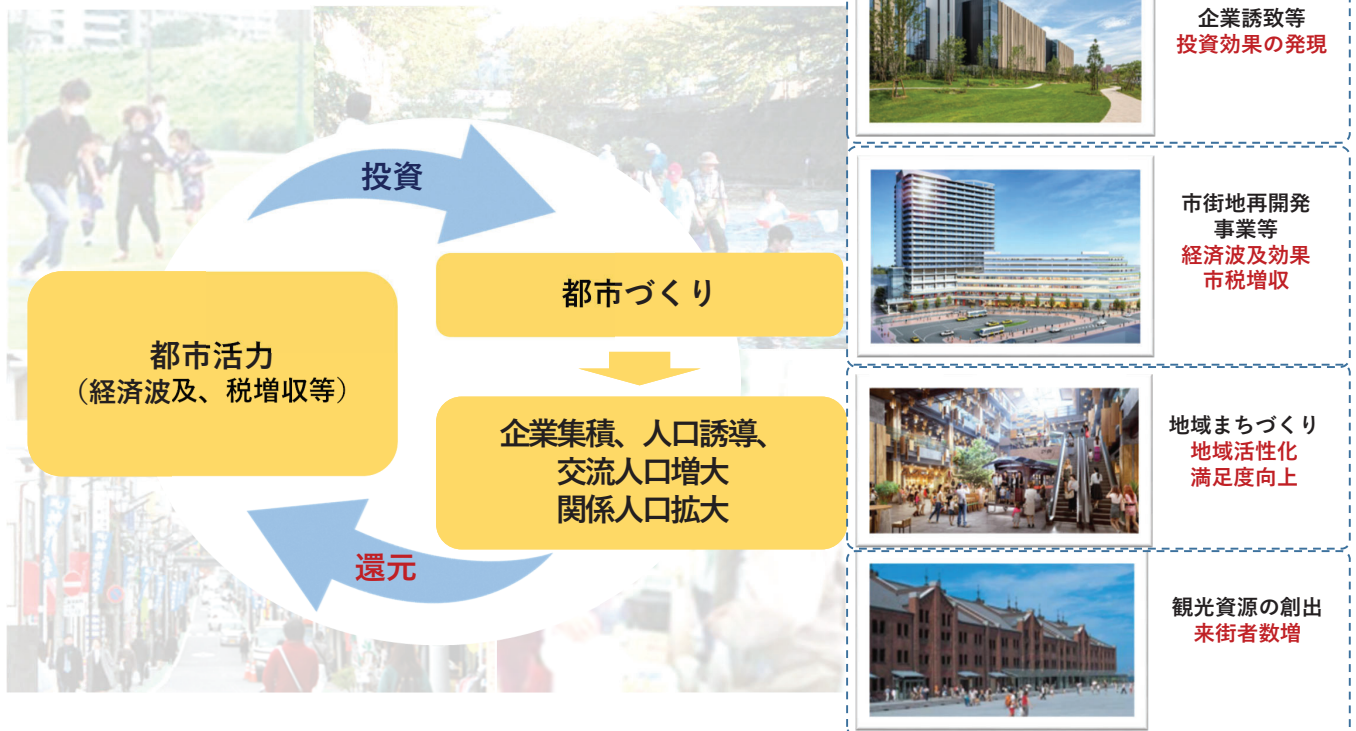 投資
都市づくり
都市活力
（経済波及、税増収等）
企業集積、人口誘導、
交流人口増大
関係人口拡大
還元
企業誘致等
投資効果の発現
市街地再開発
事業等
経済波及効果
市税増収
地域まちづくり
地域活性化
満足度向上
観光資源の創出
来街者数増